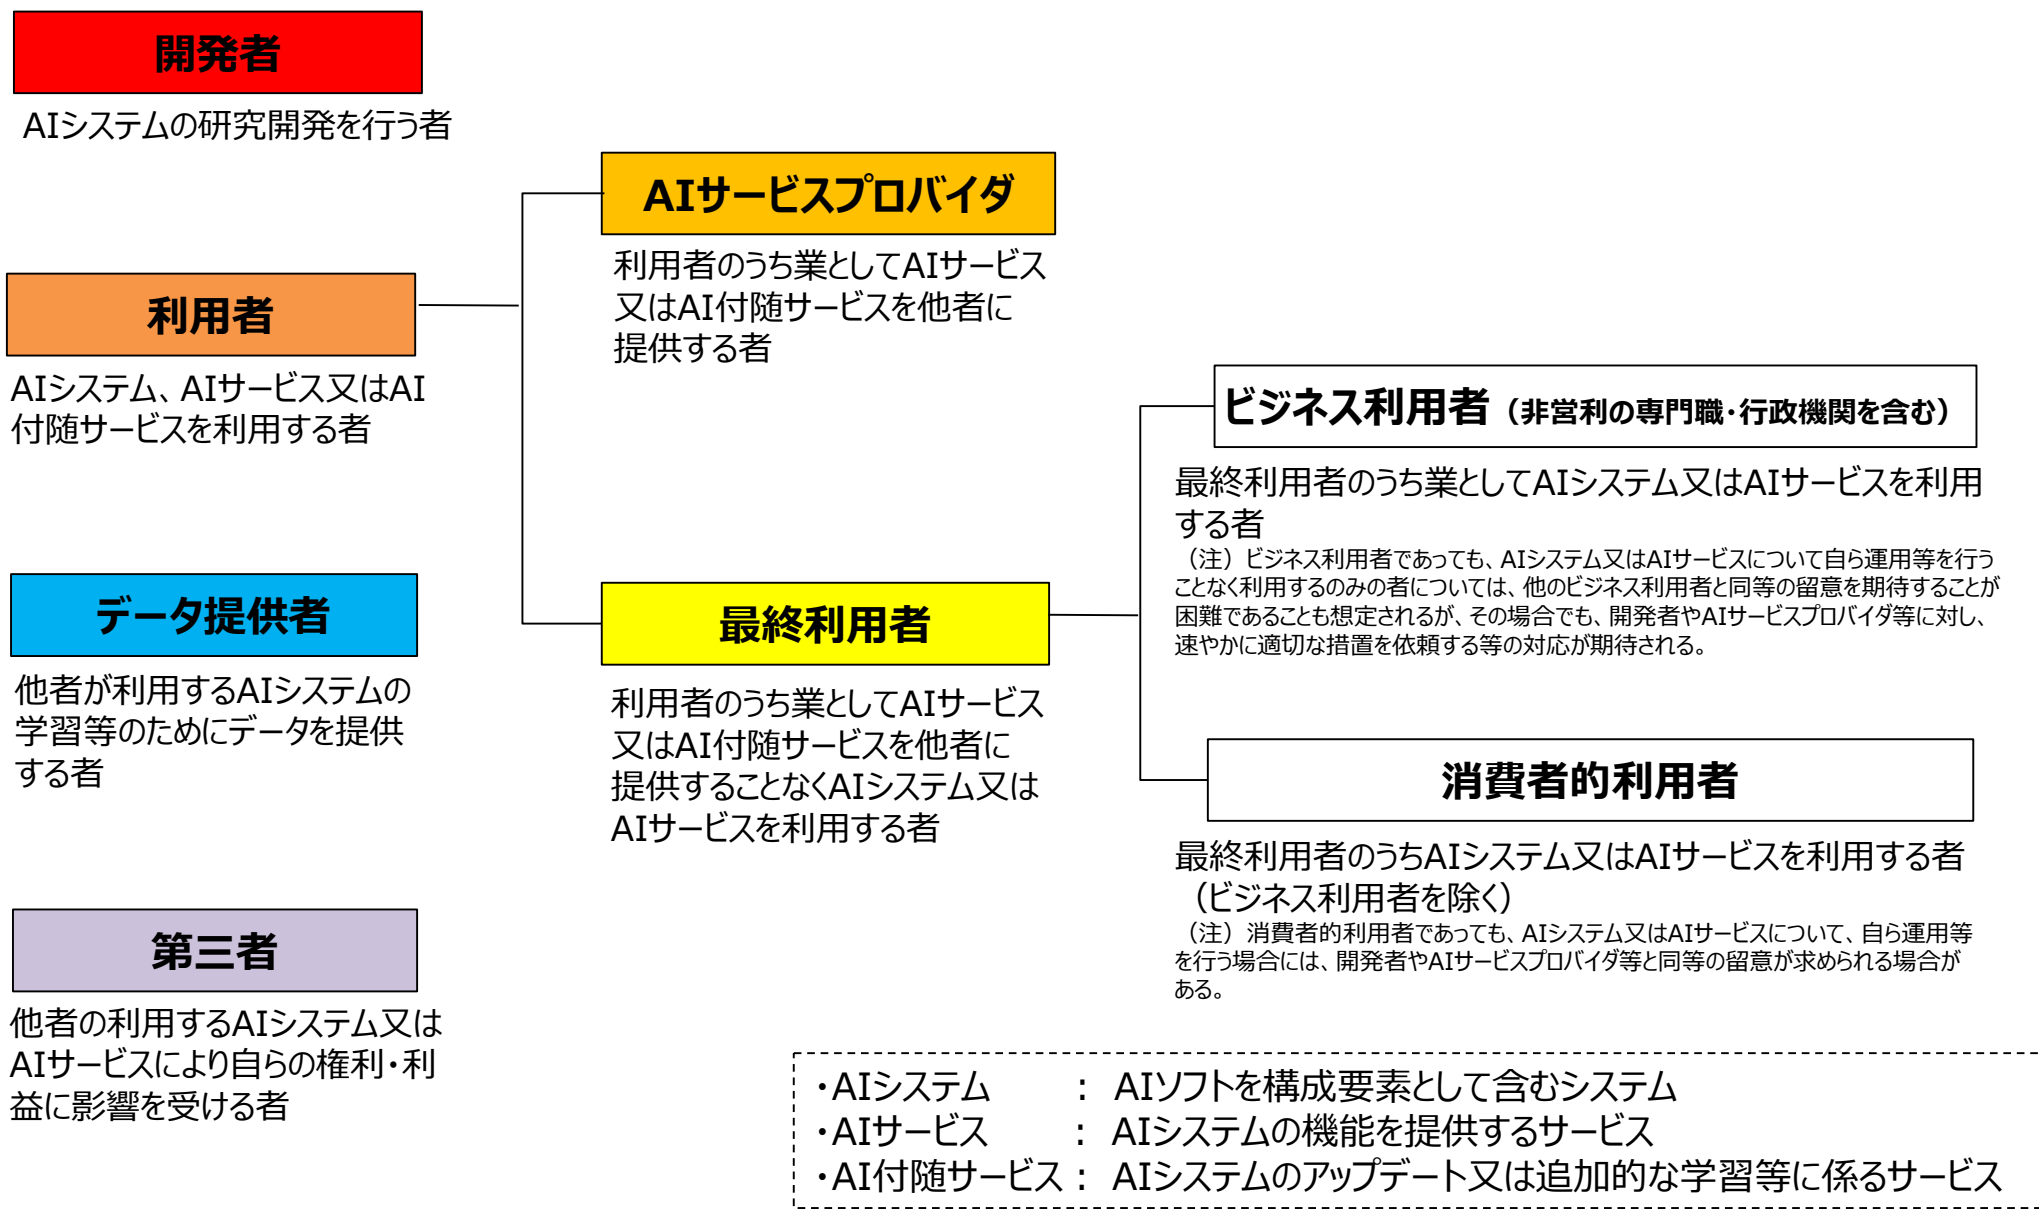 開発者
AIシステムの研究開発を行う者
利用者
AIシステム、AIサービス又はAI
付随サービスを利用する者
データ提供者
他者が利用するAIシステムの
学習等のためにデータを提供
する者
第三者
他者の利用するAIシステム又は
AIサービスにより自らの権利・利
益に影響を受ける者
AIサービスプロバイダ
利用者のうち業としてAIサービス
又はAI付随サービスを他者に
提供する者
最終利用者
利用者のうち業としてAIサービス
又はAI付随サービスを他者に
提供することなくAIシステム又は
AIサービスを利用する者
ビジネス利用者（非営利の専門職・行政機関を含む）
最終利用者のうち業としてAIシステム又はAIサービスを利用
する者
（注）ビジネス利用者であっても、AIシステム又はAIサービスについて自ら運用等を行う
ことなく利用するのみの者については、他のビジネス利用者と同等の留意を期待することが
困難であることも想定されるが、その場合でも、開発者やAIサービスプロバイダ等に対し、
速やかに適切な措置を依頼する等の対応が期待される。
消費者的利用者
最終利用者のうちAIシステム又はAIサービスを利用する者
（ビジネス利用者を除く）
（注）消費者的利用者であっても、AIシステム又はAIサービスについて、自ら運用等
を行う場合には、開発者やAIサービスプロバイダ等と同等の留意が求められる場合が
ある。
・AIシステム　　： AIソフトを構成要素として含むシステム
・AIサービス　　： AIシステムの機能を提供するサービス
・AI付随サービス： AIシステムのアップデート又は追加的な学習等に係るサービス